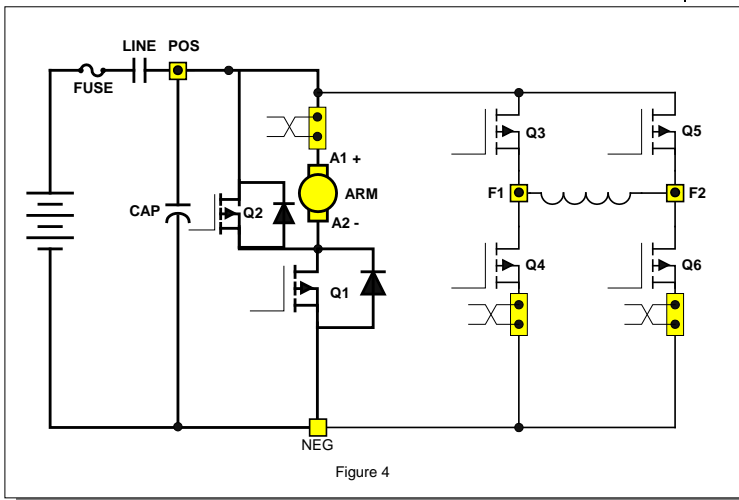 LINE POS
FUSE
Q3
Q5
A1 +
ARM
F1
F2
CAP
Q2
A2 -
Q4
Q6
Q1
NEG
Figure 4